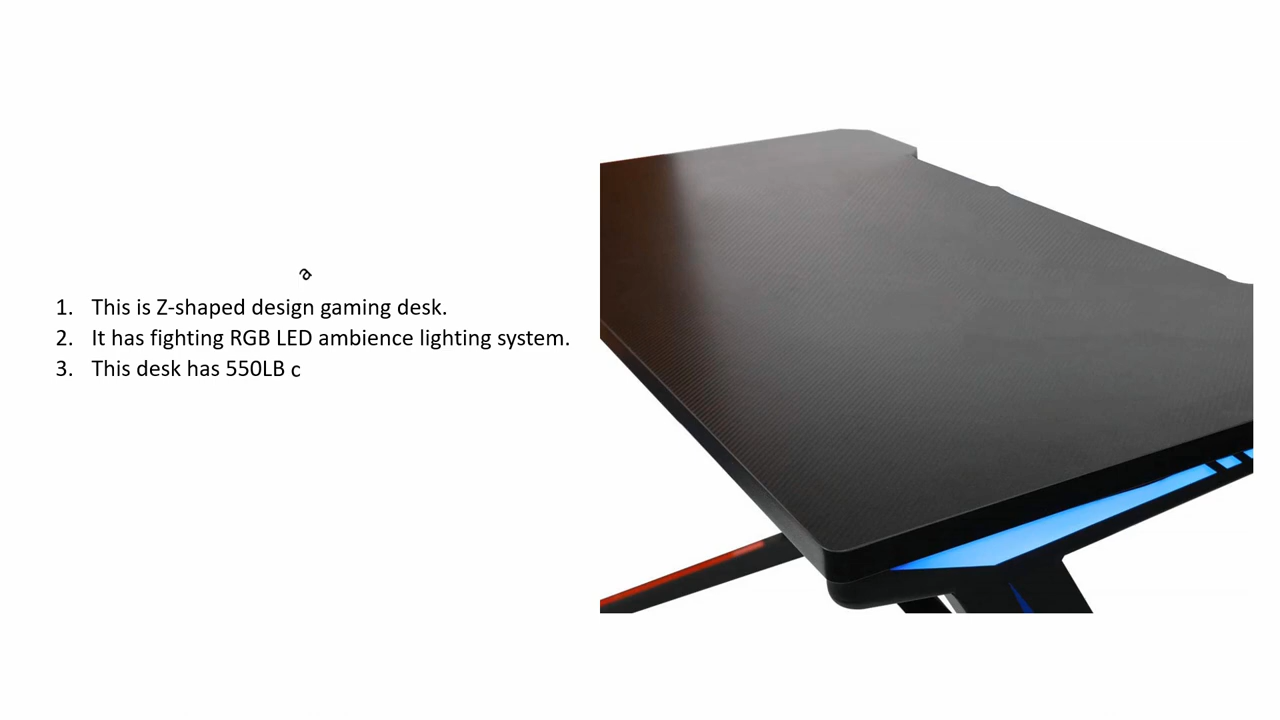 a
1. This is Z-shaped design gaming desk.
2. It has fighting RGB LED ambience lighting system.
3. This desk has 550LB c